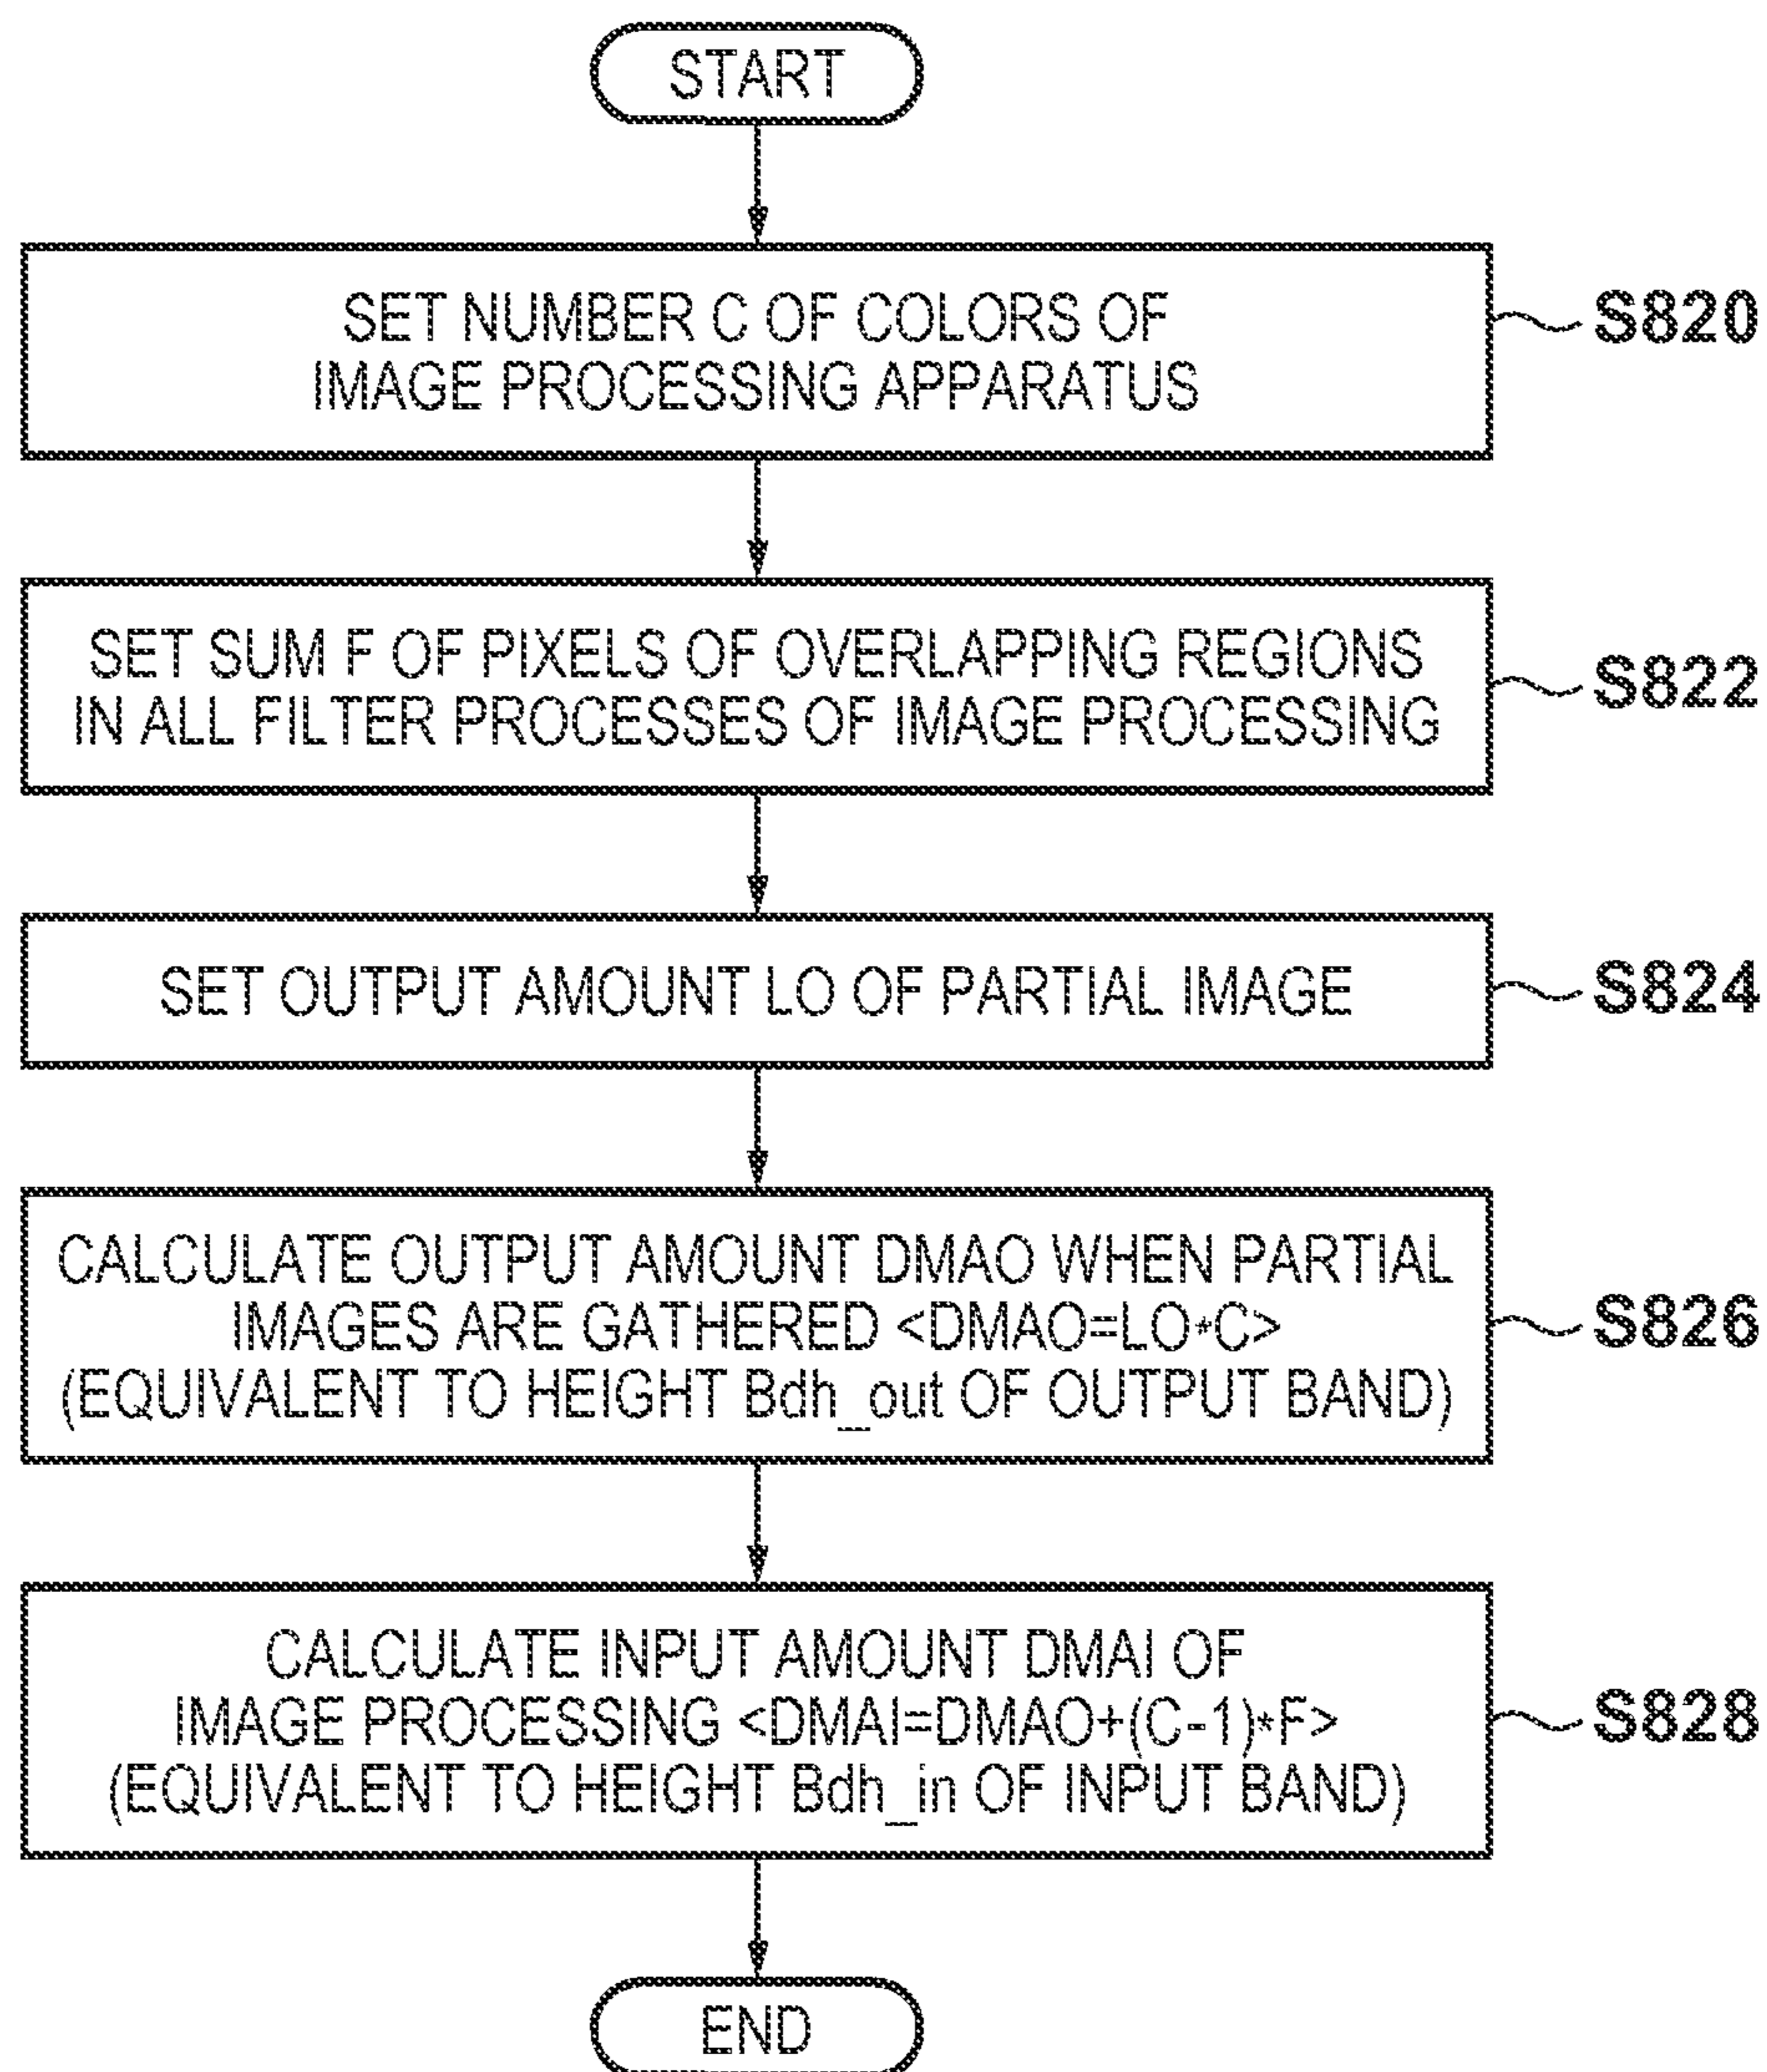 START
SET NUMBER C OF COLORS OF
IMAGE PROCESSING APPARATUS
S820
SET SUM F OF PIXELS OF OVERLAPPING REGIONS
IN ALL FILTER PROCESSES OF IMAGE PROCESSING
S822
SET OUTPUT AMOUNT LO OF PARTIAL IMAGE
S824
CALCULATE OUTPUT AMOUNT DMAO WHEN PARTIAL
IMAGES ARE GATHERED <DMAO=LO*C>
(EQUIVALENT TO HEIGHT Bdh_out OF OUTPUT BAND)
S826
CALCULATE INPUT AMOUNT DMAI OF
IMAGE PROCESSING <DMAI=DMAO+(C-1)*F>
(EQUIVALENT TO HEIGHT Bdh_in OF INPUT BAND)
S828
END